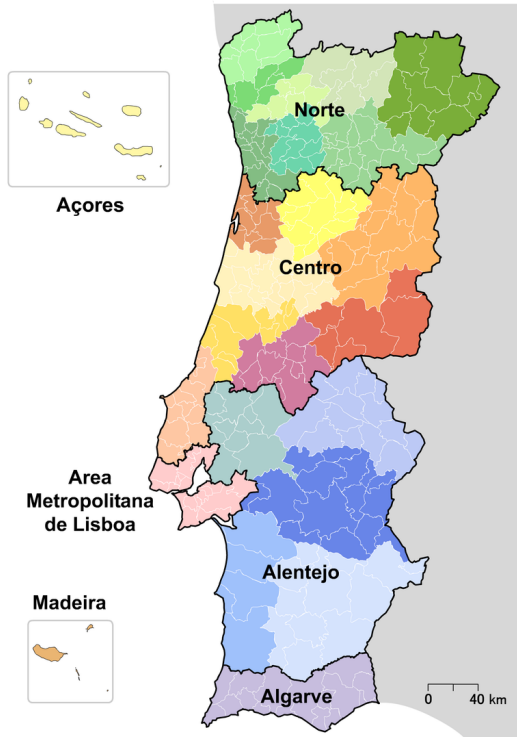 Norte
Açores
Centro
Area
Metropolitana
de Lisboa
Alentejo
Madeira
Algarve
0 40 km